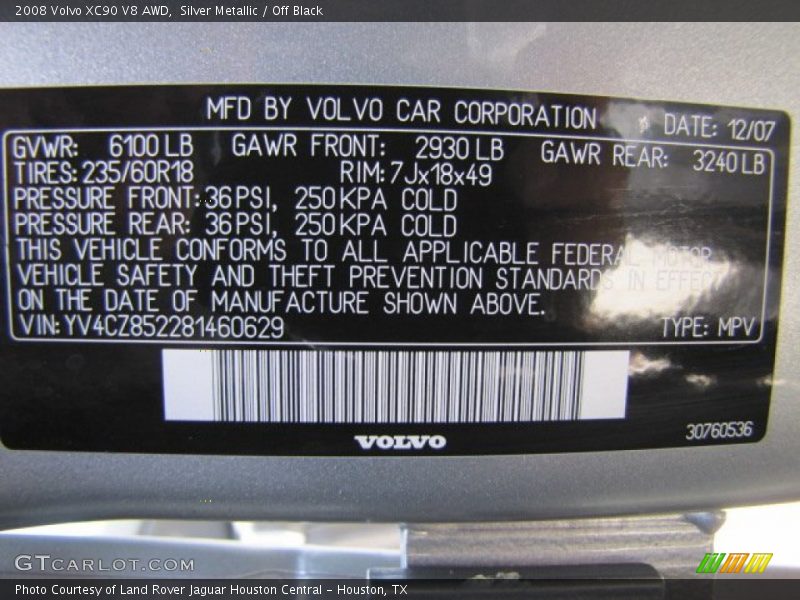 2008 Volvo XC90 V8 AWD,  Silver Metallic / Off Black
MFD BY VOLVO CAR CORPORATION DATE: 12/07
GVWR: 6100 LB GAWR FRONT: 2930 LB GAWR REAR: 3240 LB
TIRES: 235/60R18 RIM: 7Jx18x49
PRESSURE FRONT: 36 PSI, 250 KPA COLD
PRESSURE REAR: 36 PSI, 250 KPA COLD
THIS VEHICLE CONFORMS TO ALL APPLICABLE FEDERAL MOTOR
VEHICLE SAFETY AND THEFT PREVENTION STANDARDS IN EFFECT
ON THE DATE OF MANUFACTURE SHOWN ABOVE.
VIN: YV4CZ852281460629 TYPE: MPV
VOLVO
30760536
GTCARLOT.COM
Photo Courtesy of Land Rover Jaguar Houston Central - Houston, TX